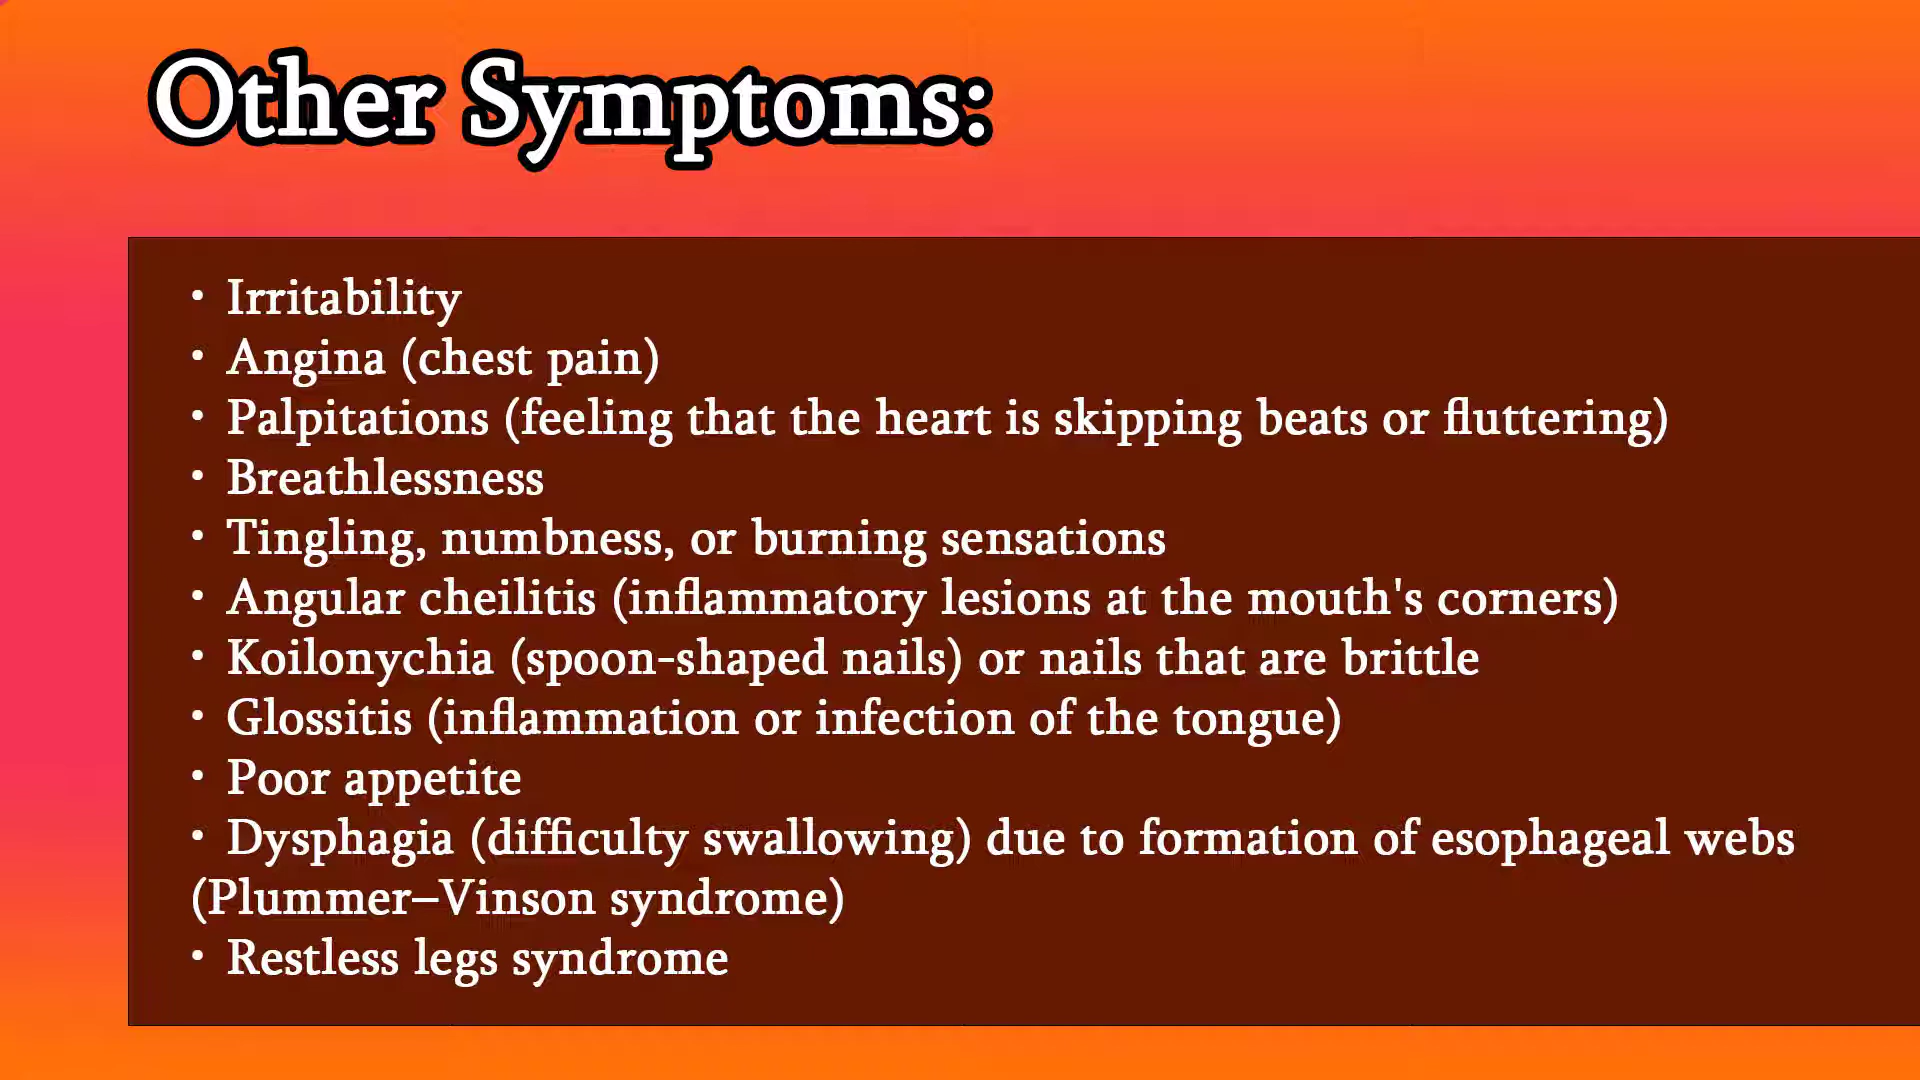 Other Symptoms:
• Irritability
• Angina (chest pain)
• Palpitations (feeling that the heart is skipping beats or fluttering)
• Breathlessness
• Tingling, numbness, or burning sensations
• Angular cheilitis (inflammatory lesions at the mouth's corners)
• Koilonychia (spoon-shaped nails) or nails that are brittle
• Glossitis (inflammation or infection of the tongue)
• Poor appetite
• Dysphagia (difficulty swallowing) due to formation of esophageal webs
(Plummer–Vinson syndrome)
• Restless legs syndrome